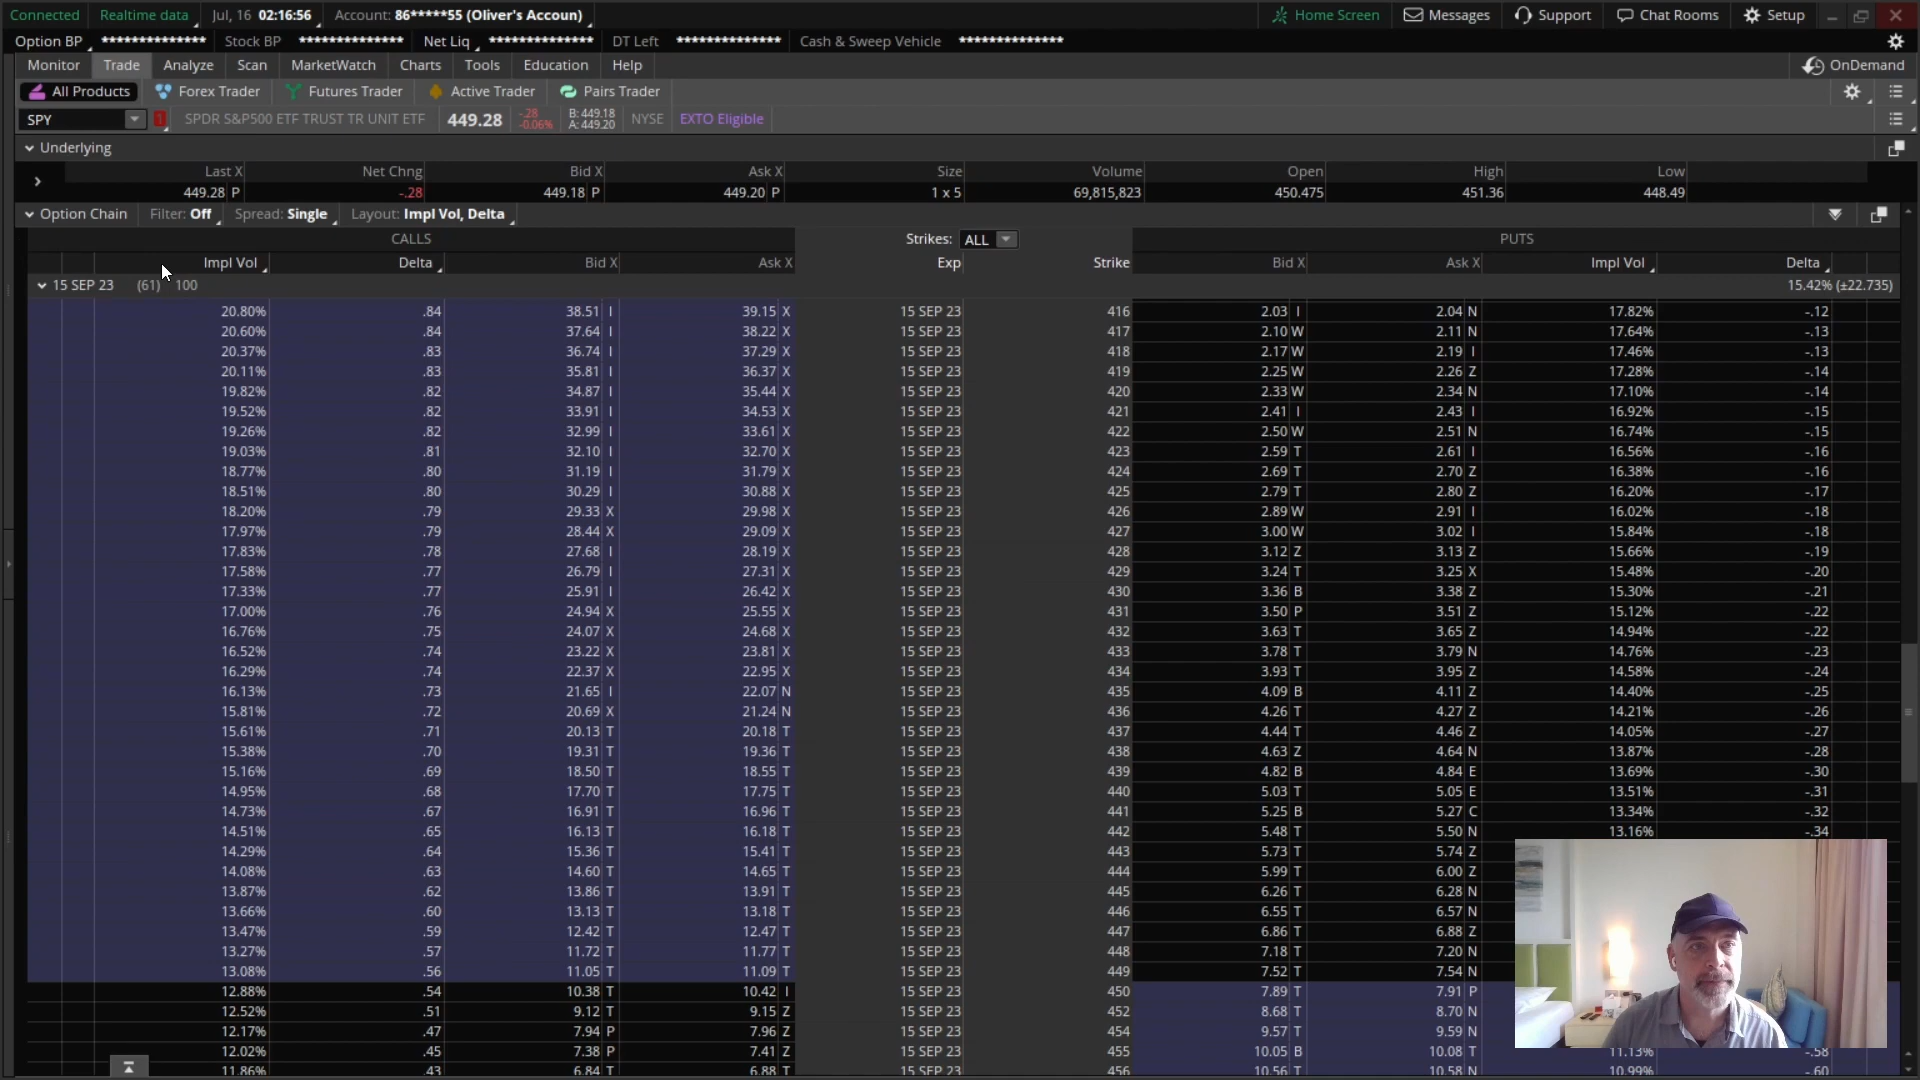 Connected Realtime data Jul, 16 02:16:56 Account: 86*****55 (Oliver's Accoun) Home Screen Messages Support Chat Rooms Setup
Option BP ************** Stock BP ************** Net Liq ************** DT Left ************** Cash & Sweep Vehicle **************
Monitor Trade Analyze Scan MarketWatch Charts Tools Education Help OnDemand
All Products Forex Trader Futures Trader Active Trader Pairs Trader
SPY 1 SPDR S&P500 ETF TRUST TR UNIT ETF 449.28 -.28 -0.06% B: 449.18 A: 449.20 NYSE EXTO Eligible
Underlying
Last X Net Chng Bid X Ask X Size Volume Open High Low
449.28 P -.28 449.18 P 449.20 P 1 x 5 69,815,823 450.475 451.36 448.49
Option Chain Filter: Off Spread: Single Layout: Impl Vol, Delta
CALLS Strikes: ALL PUTS
Impl Vol Delta Bid X Ask X Exp Strike Bid X Ask X Impl Vol Delta
15 SEP 23 (61) 100 15.42% (±22.735)
20.80% .84 38.51 I 39.15 X 15 SEP 23 416 2.03 I 2.04 N 17.82% -.12
20.60% .84 37.64 I 38.22 X 15 SEP 23 417 2.10 W 2.11 N 17.64% -.13
20.37% .83 36.74 I 37.29 X 15 SEP 23 418 2.17 W 2.19 I 17.46% -.13
20.11% .83 35.81 I 36.37 X 15 SEP 23 419 2.25 W 2.26 Z 17.28% -.14
19.82% .82 34.87 I 35.44 X 15 SEP 23 420 2.33 W 2.34 N 17.10% -.14
19.52% .82 33.91 I 34.53 X 15 SEP 23 421 2.41 I 2.43 I 16.92% -.15
19.26% .82 32.99 I 33.61 X 15 SEP 23 422 2.50 W 2.51 N 16.74% -.15
19.03% .81 32.10 I 32.70 X 15 SEP 23 423 2.59 T 2.61 I 16.56% -.16
18.77% .80 31.19 I 31.79 X 15 SEP 23 424 2.69 T 2.70 Z 16.38% -.16
18.51% .80 30.29 I 30.88 X 15 SEP 23 425 2.79 T 2.80 Z 16.20% -.17
18.20% .79 29.33 X 29.98 X 15 SEP 23 426 2.89 W 2.91 I 16.02% -.18
17.97% .79 28.44 X 29.09 X 15 SEP 23 427 3.00 W 3.02 I 15.84% -.18
17.83% .78 27.68 I 28.19 X 15 SEP 23 428 3.12 Z 3.13 Z 15.66% -.19
17.58% .77 26.79 I 27.31 X 15 SEP 23 429 3.24 T 3.25 X 15.48% -.20
17.33% .77 25.91 I 26.42 X 15 SEP 23 430 3.36 B 3.38 Z 15.30% -.21
17.00% .76 24.94 X 25.55 X 15 SEP 23 431 3.50 P 3.51 Z 15.12% -.22
16.76% .75 24.07 X 24.68 X 15 SEP 23 432 3.63 T 3.65 Z 14.94% -.22
16.52% .74 23.22 X 23.81 X 15 SEP 23 433 3.78 T 3.79 N 14.76% -.23
16.29% .74 22.37 X 22.95 X 15 SEP 23 434 3.93 T 3.95 Z 14.58% -.24
16.13% .73 21.65 I 22.07 N 15 SEP 23 435 4.09 B 4.11 Z 14.40% -.25
15.81% .72 20.69 X 21.24 N 15 SEP 23 436 4.26 T 4.27 Z 14.21% -.26
15.61% .71 20.13 T 20.18 T 15 SEP 23 437 4.44 T 4.46 Z 14.05% -.27
15.38% .70 19.31 T 19.36 T 15 SEP 23 438 4.63 Z 4.64 N 13.87% -.28
15.16% .69 18.50 T 18.55 T 15 SEP 23 439 4.82 B 4.84 E 13.69% -.30
14.95% .68 17.70 T 17.75 T 15 SEP 23 440 5.03 T 5.05 E 13.51% -.31
14.73% .67 16.91 T 16.96 T 15 SEP 23 441 5.25 B 5.27 C 13.34% -.32
14.51% .65 16.13 T 16.18 T 15 SEP 23 442 5.48 T 5.50 N 13.16% -.34
14.29% .64 15.36 T 15.41 T 15 SEP 23 443 5.73 T 5.74 Z
14.08% .63 14.60 T 14.65 T 15 SEP 23 444 5.99 T 6.00 Z
13.87% .62 13.86 T 13.91 T 15 SEP 23 445 6.26 T 6.28 N
13.66% .60 13.13 T 13.18 T 15 SEP 23 446 6.55 T 6.57 N
13.47% .59 12.42 T 12.47 T 15 SEP 23 447 6.86 T 6.88 Z
13.27% .58 11.72 T 11.77 T 15 SEP 23 448 7.18 T 7.20 N
13.08% .56 11.05 T 11.09 T 15 SEP 23 449 7.52 T 7.54 N
12.88% .54 10.38 T 10.42 I 15 SEP 23 450 7.89 T 7.91 P
12.52% .51 9.12 T 9.15 Z 15 SEP 23 452 8.68 T 8.70 N
12.17% .47 7.94 P 7.96 Z 15 SEP 23 454 9.57 T 9.59 N
12.02% .45 7.38 P 7.41 Z 15 SEP 23 455 10.05 B 10.08 T 11.13% -.58
11.86% .43 6.84 T 6.88 T 15 SEP 23 456 10.56 T 10.58 N 10.99% -.60